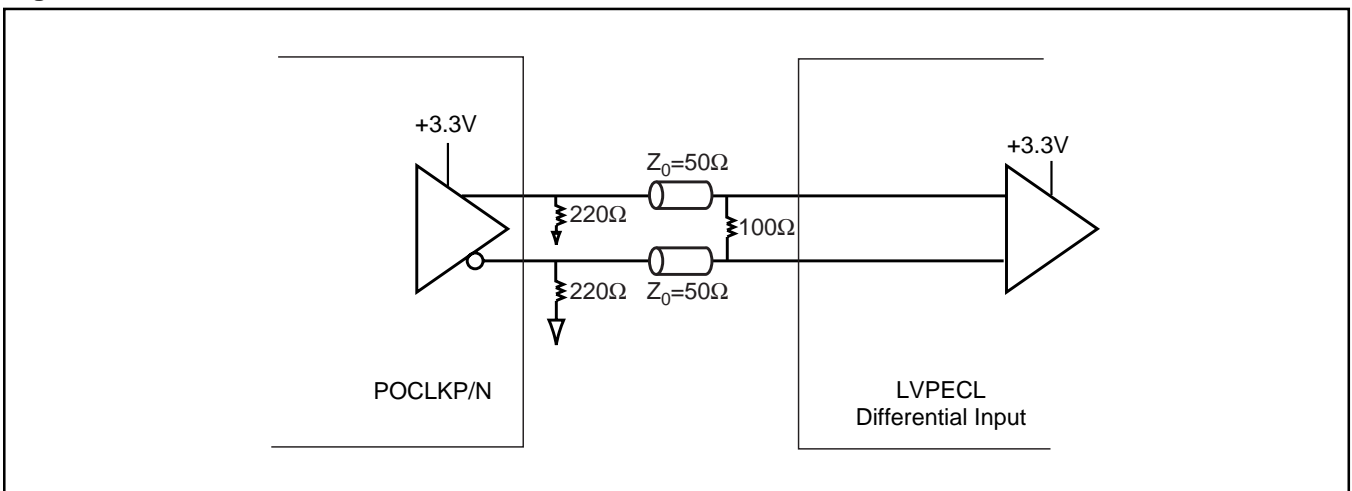 +3.3V
+3.3V
Z0=50Ω
220Ω
100Ω
220Ω
Z0=50Ω
POCLKP/N
LVPECL
Differential Input